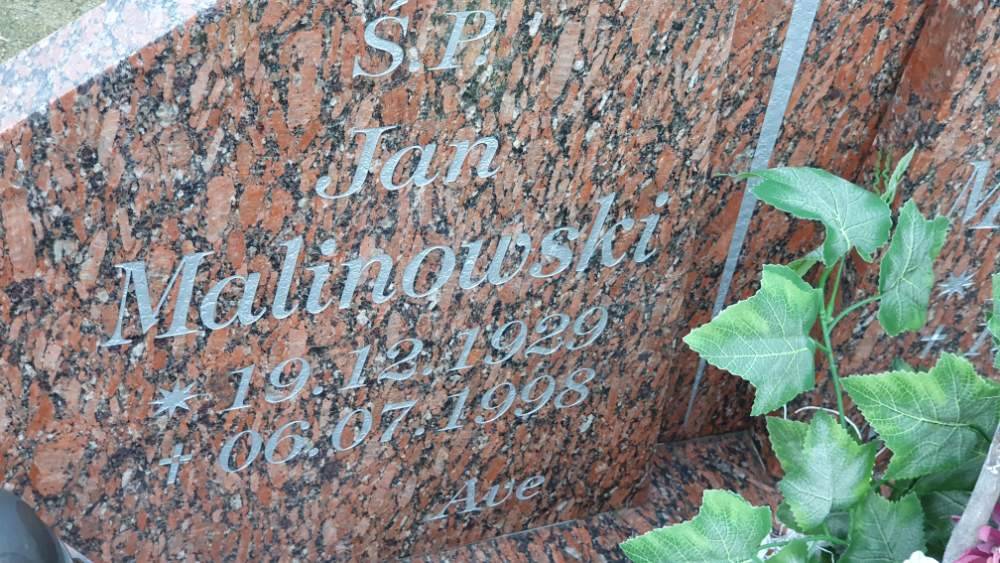 Ś.P.
Jan
Malinowski
* 19.12.1929
+ 06.07.1998
Ave